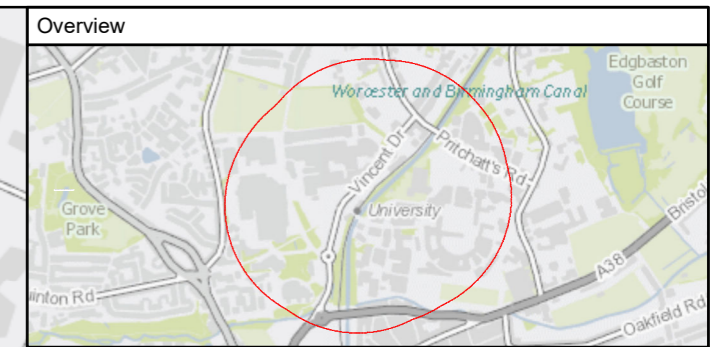 Overview
Edgbaston
Golf
Course
Worcester and Birmingham Canal
Vincent Dr
Pritchatt's Rd
Grove
Park
University
Bristol
A38
inton Rd
Oakfield Rd